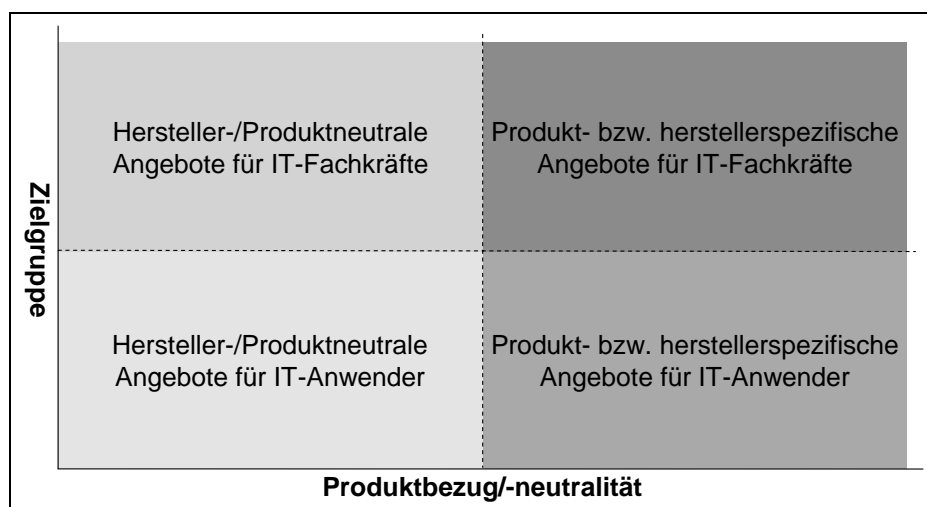 Hersteller-/Produktneutrale
Angebote für IT-Fachkräfte
Produkt- bzw. herstellerspezifische
Angebote für IT-Fachkräfte
Zielgruppe
Hersteller-/Produktneutrale
Angebote für IT-Anwender
Produkt- bzw. herstellerspezifische
Angebote für IT-Anwender
Produktbezug/-neutralität